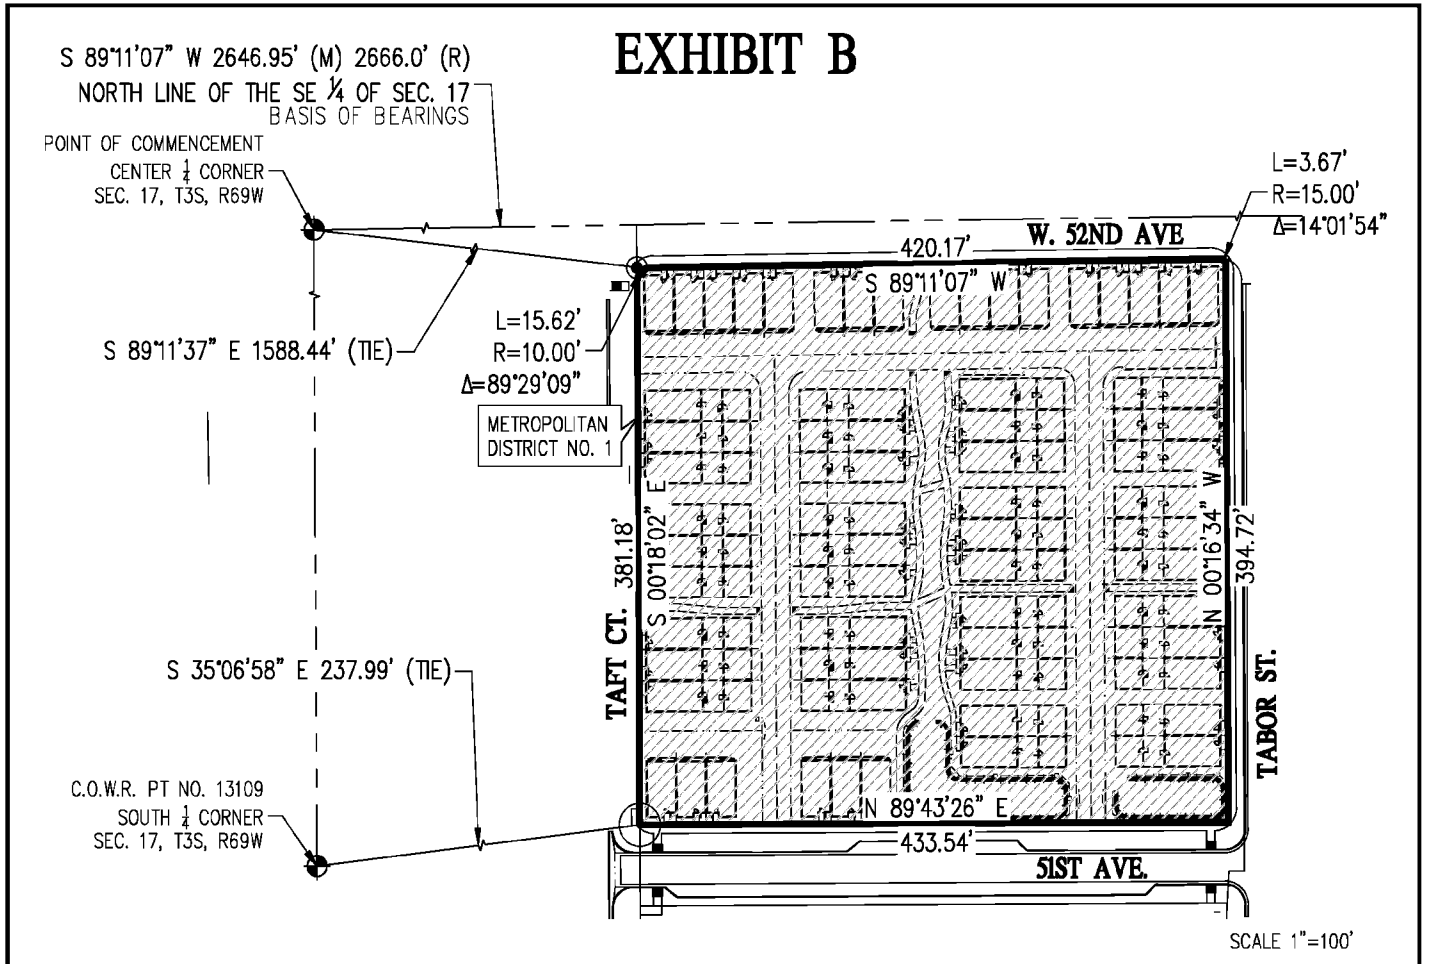 EXHIBIT B
S 89°11'07" W 2646.95' (M) 2666.0' (R)
NORTH LINE OF THE SE 1/4 OF SEC. 17
BASIS OF BEARINGS
POINT OF COMMENCEMENT
CENTER 1/4 CORNER
SEC. 17, T3S, R69W
L=3.67'
R=15.00'
Δ=14°01'54"
W. 52ND AVE
420.17'
S 89°11'07" W
L=15.62'
R=10.00'
Δ=89°29'09"
S 89°11'37" E 1588.44' (TIE)
METROPOLITAN
DISTRICT NO. 1
TAFT CT.
381.18'
S 00°18'02" E
N 00°16'34" W
394.72'
TABOR ST.
S 35°06'58" E 237.99' (TIE)
C.O.W.R. PT NO. 13109
SOUTH 1/4 CORNER
SEC. 17, T3S, R69W
N 89°43'26" E
433.54'
51ST AVE.
SCALE 1"=100'